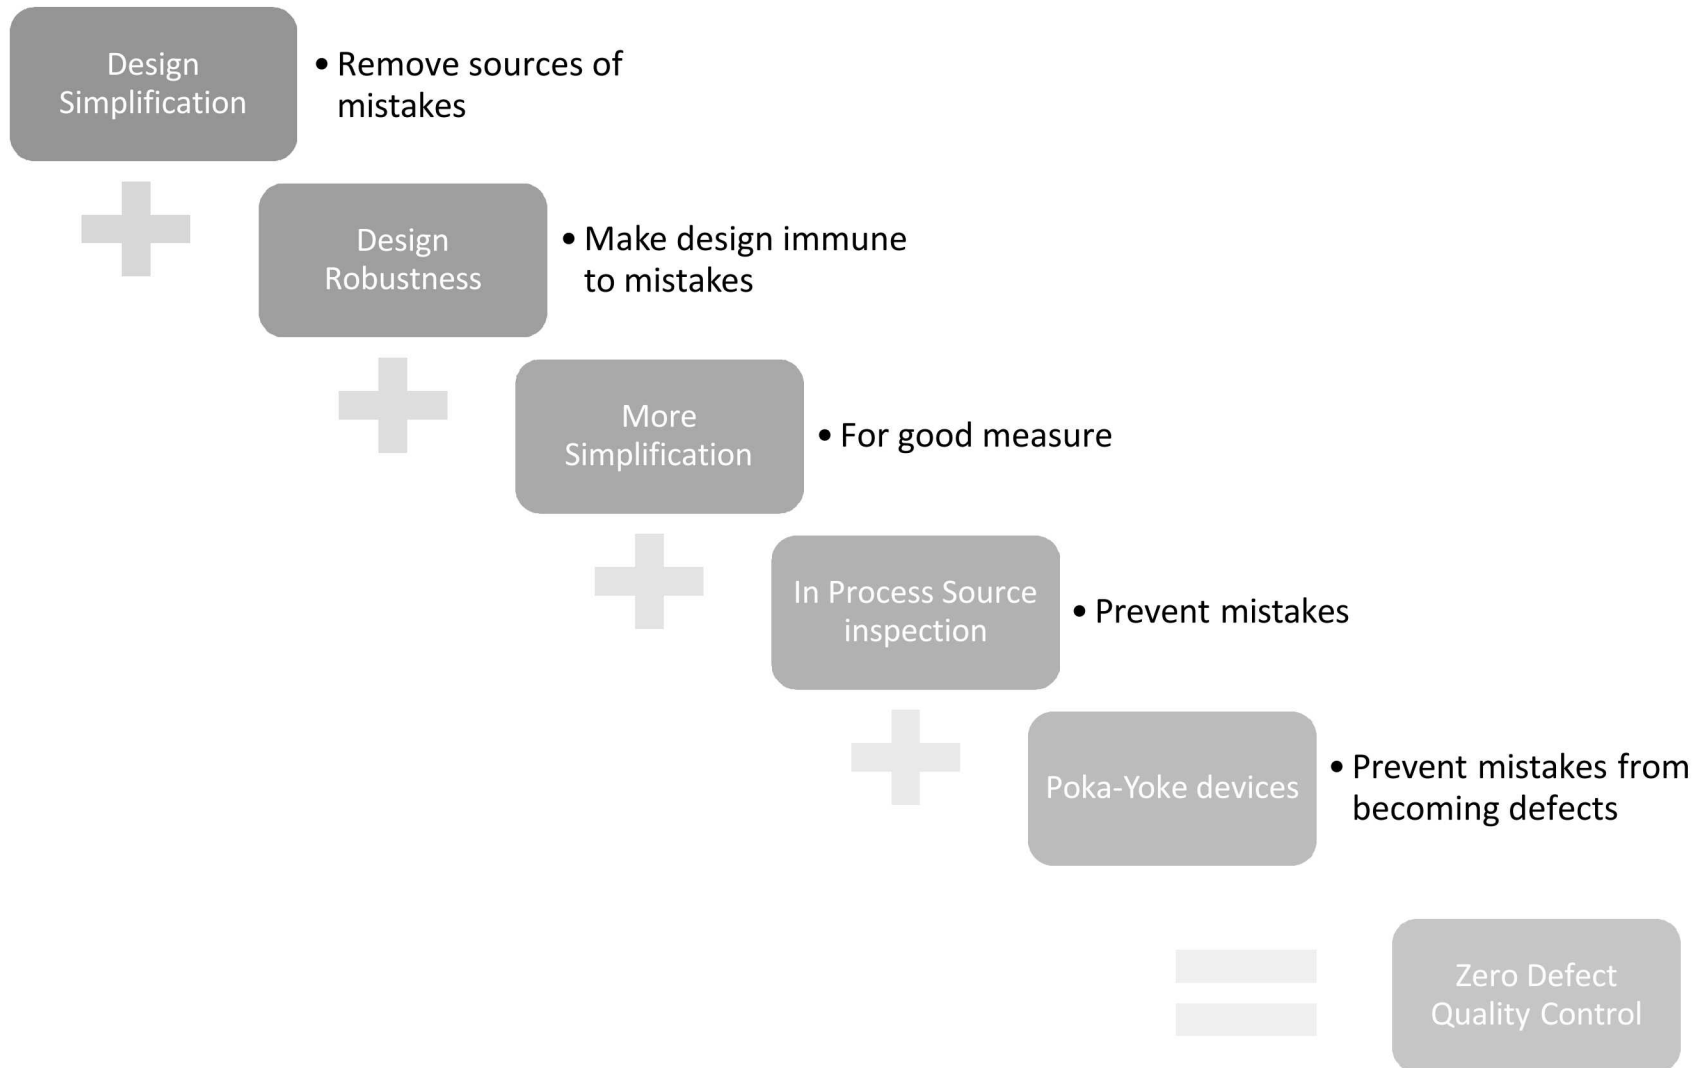 Design
Simplification
• Remove sources of
mistakes
Design
Robustness
• Make design immune
to mistakes
More
Simplification
• For good measure
In Process Source
inspection
• Prevent mistakes
Poka-Yoke devices
• Prevent mistakes from
becoming defects
Zero Defect
Quality Control